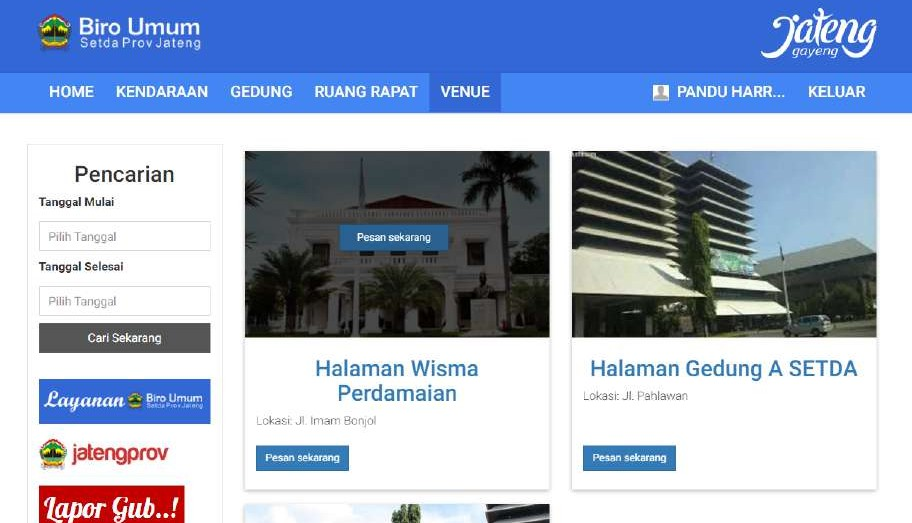 Biro Umum
Setda Prov Jateng
Jateng
gayeng
HOME KENDARAAN GEDUNG RUANG RAPAT VENUE PANDU HARR... KELUAR
Pencarian
Tanggal Mulai
Pilih Tanggal
Tanggal Selesai
Pilih Tanggal
Cari Sekarang
Layanan Biro Umum
Setda Prov Jateng
jatengprov
Lapor Gub..!
Pesan sekarang
Halaman Wisma
Perdamaian
Lokasi: Jl. Imam Bonjol
Pesan sekarang
Halaman Gedung A SETDA
Lokasi: Jl. Pahlawan
Pesan sekarang